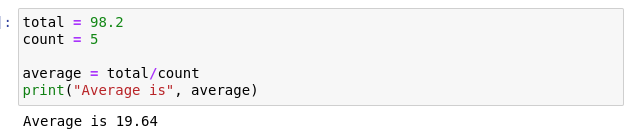 ]:
total = 98.2
count = 5

average = total/count
print("Average is", average)
Average is 19.64